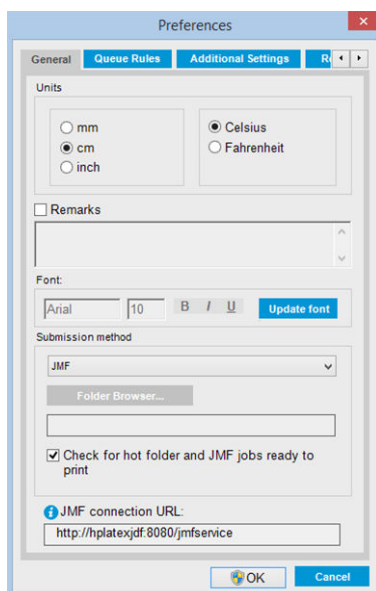 Preferences
General Queue Rules Additional Settings
Units
mm
cm
inch
Celsius
Fahrenheit
Remarks
Font:
Arial 10 B I U Update font
Submission method
JMF
Folder Browser...
Check for hot folder and JMF jobs ready to
print
JMF connection URL:
http://hplatexjdf:8080/jmfservice
OK Cancel